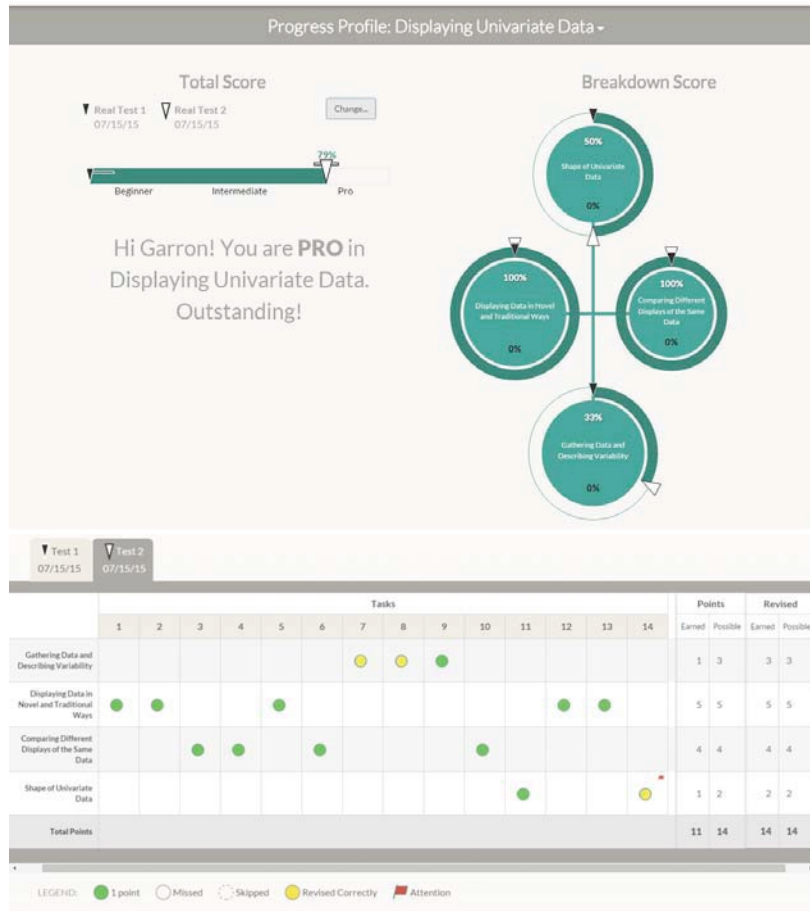 Progress Profile: Displaying Univariate Data
Total Score
Real Test 1 Real Test 2
07/15/15 07/15/15
Change...
79%
Beginner Intermediate Pro
Hi Garron! You are PRO in
Displaying Univariate Data.
Outstanding!
Breakdown Score
50%
Shape of Univariate
Data
0%
100%
Displaying Data in Novel
and Traditional Ways
0%
100%
Comparing Different
Displays of the Same
Data
0%
33%
Gathering Data and
Describing Variability
0%
Test 1 Test 2
07/15/15 07/15/15
Tasks Points Revised
1 2 3 4 5 6 7 8 9 10 11 12 13 14 Earned Possible Earned Possible
Gathering Data and
Describing Variability
1 3 3 3
Displaying Data in
Novel and Traditional
Ways
5 5 5 5
Comparing Different
Displays of the Same
Data
4 4 4 4
Shape of Univariate
Data
1 2 2 2
Total Points 11 14 14 14
LEGEND: 1 point Missed Skipped Revised Correctly Attention